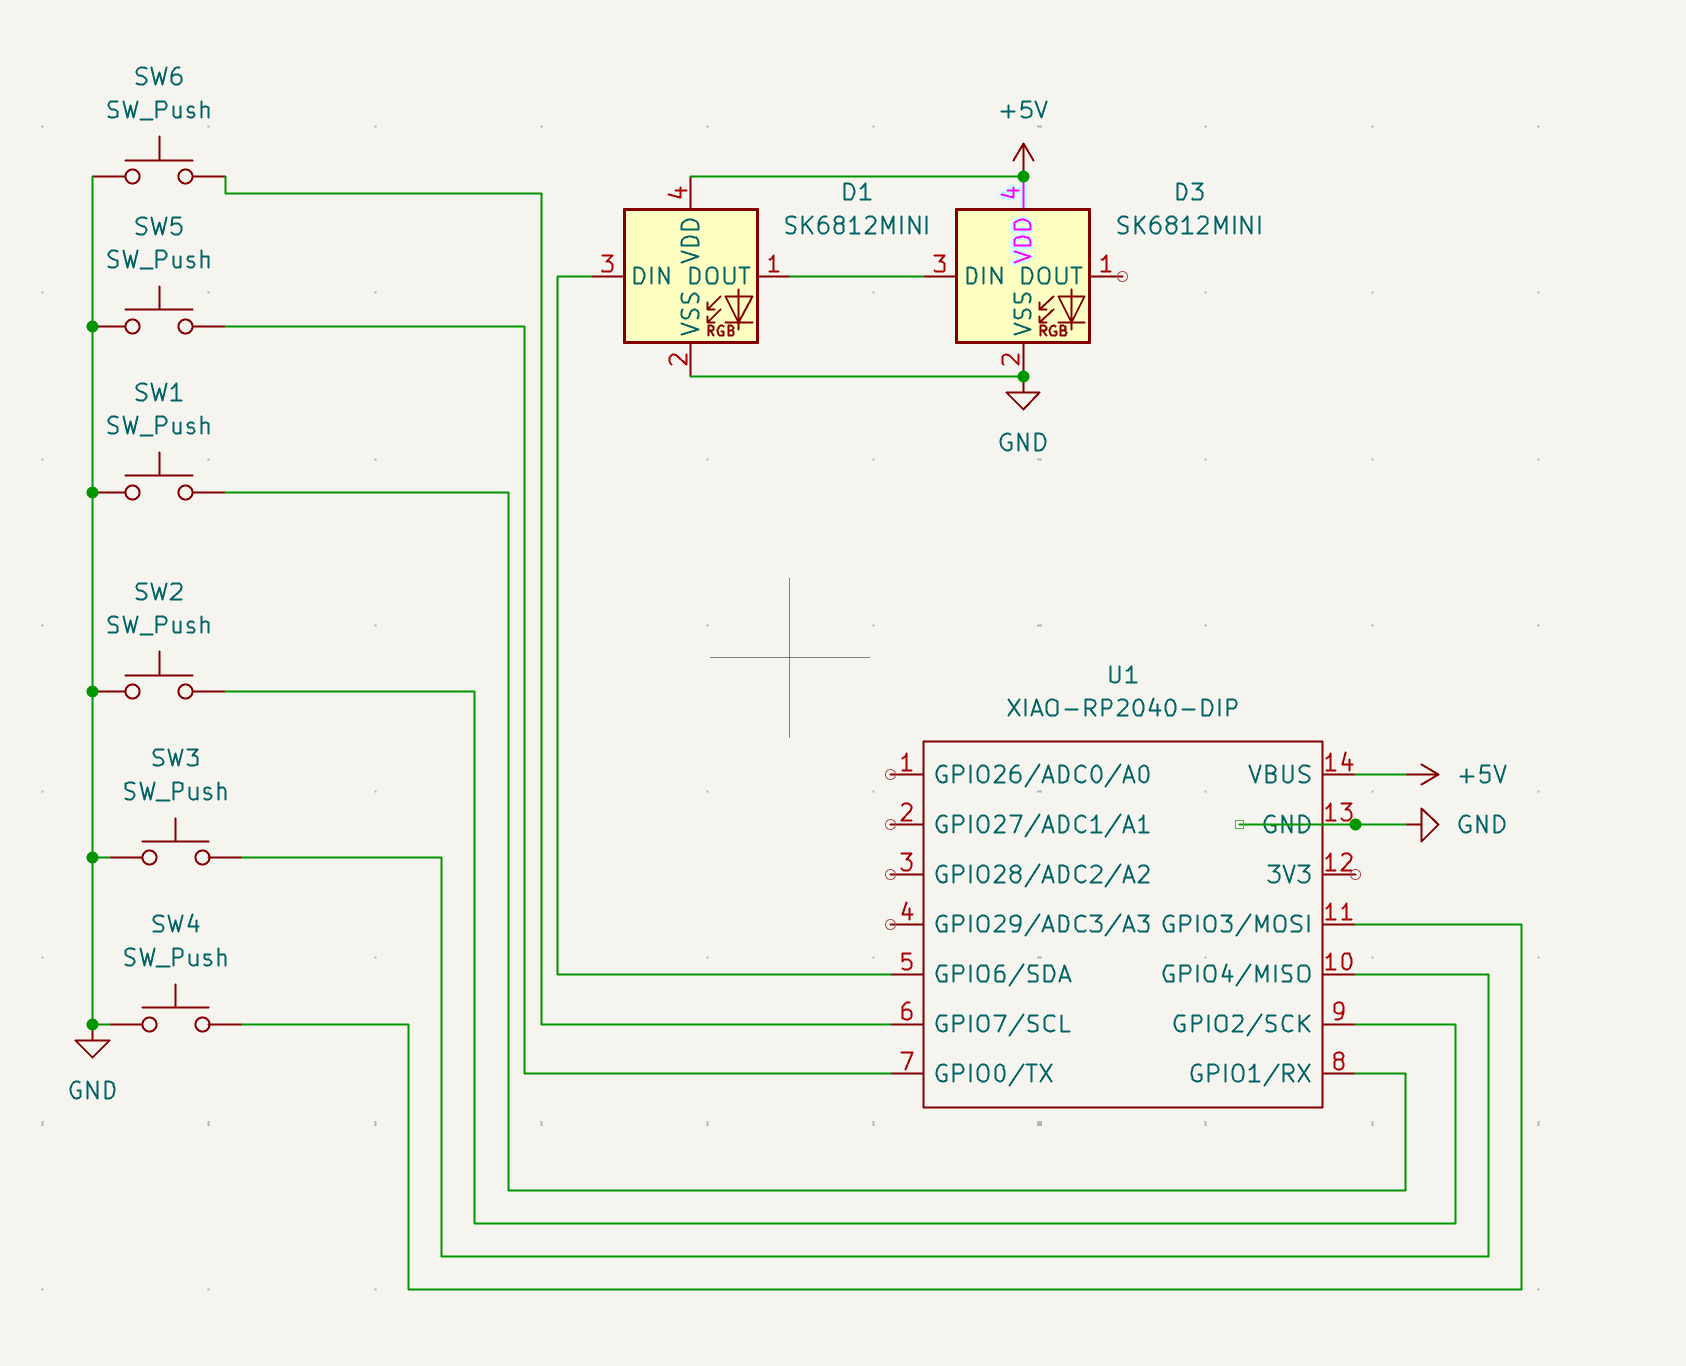 SW6
SW_Push
SW5
SW_Push
SW1
SW_Push
SW2
SW_Push
SW3
SW_Push
SW4
SW_Push
GND
+5V
D1
SK6812MINI
4
VDD
3
DIN
DOUT
1
VSS
RGB
2
D3
SK6812MINI
4
VDD
3
DIN
DOUT
1
VSS
RGB
2
GND
U1
XIAO-RP2040-DIP
1
GPIO26/ADC0/A0
VBUS
14
+5V
2
GPIO27/ADC1/A1
GND
13
GND
3
GPIO28/ADC2/A2
3V3
12
4
GPIO29/ADC3/A3
GPIO3/MOSI
11
5
GPIO6/SDA
GPIO4/MISO
10
6
GPIO7/SCL
GPIO2/SCK
9
7
GPIO0/TX
GPIO1/RX
8